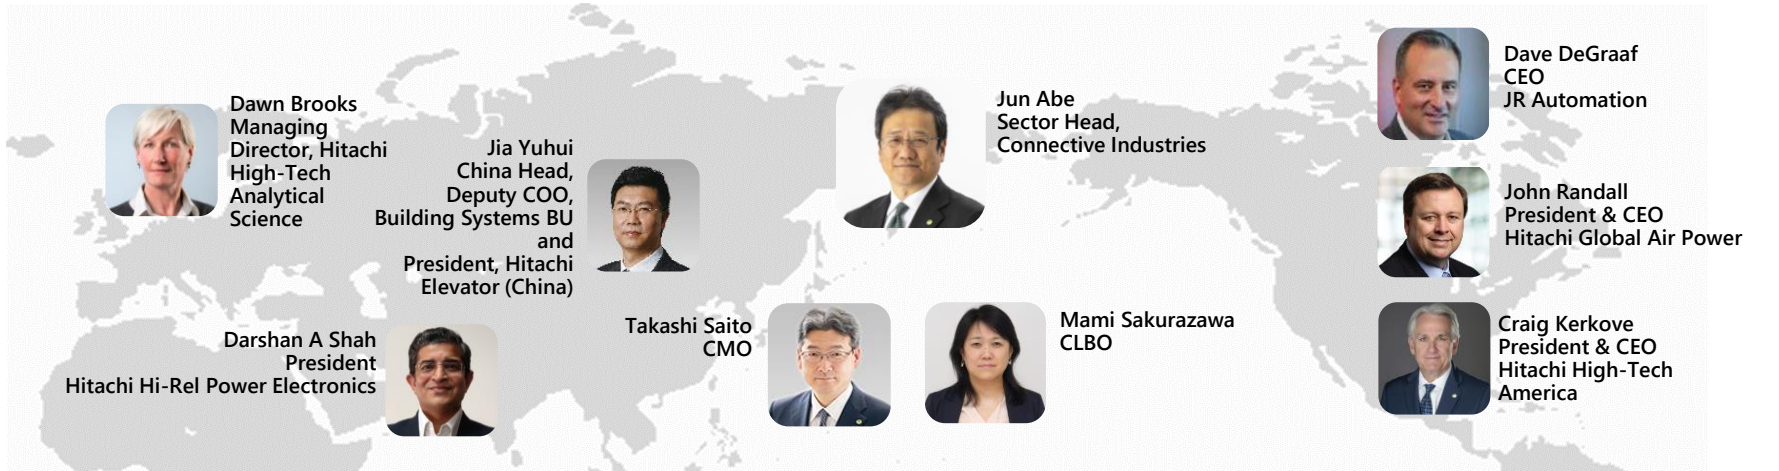 Dawn Brooks
Managing
Director, Hitachi
High-Tech
Analytical
Science
Jia Yuhui
China Head,
Deputy COO,
Building Systems BU
and
President, Hitachi
Elevator (China)
Jun Abe
Sector Head,
Connective Industries
Dave DeGraaf
CEO
JR Automation
John Randall
President & CEO
Hitachi Global Air Power
Darshan A Shah
President
Hitachi Hi-Rel Power Electronics
Takashi Saito
CMO
Mami Sakurazawa
CLBO
Craig Kerkove
President & CEO
Hitachi High-Tech
America